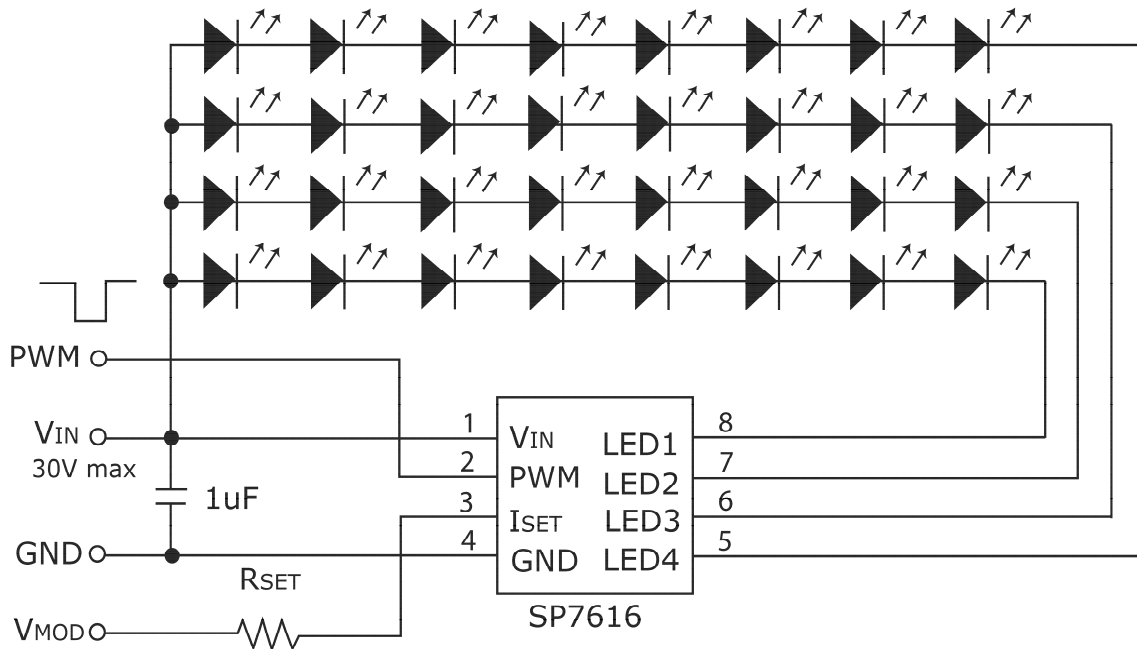 PWM
VIN
30V max
1uF
GND
RSET
VMOD
1
2
3
4
VIN
PWM
ISET
GND
LED1
LED2
LED3
LED4
8
7
6
5
SP7616